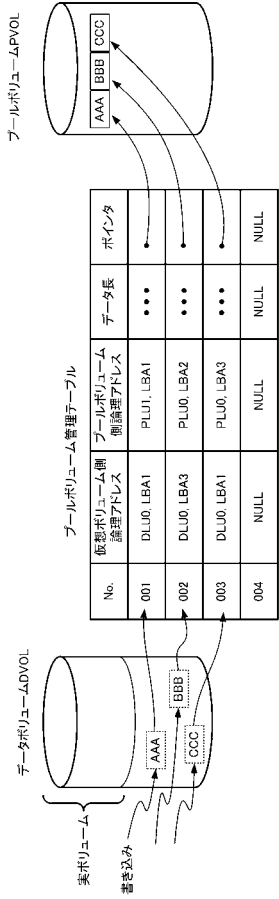 データボリュームDVOL
実ボリューム
書き込み
AAA
BBB
CCC
プールボリューム管理テーブル
No.
仮想ボリューム側
論理アドレス
プールボリューム
側論理アドレス
データ長
ポインタ
001
DLU0, LBA1
PLU1, LBA1
•••
002
DLU0, LBA3
PLU0, LBA2
•••
003
DLU0, LBA1
PLU0, LBA3
•••
004
NULL
NULL
NULL
NULL
プールボリュームPVOL
AAA
BBB
CCC